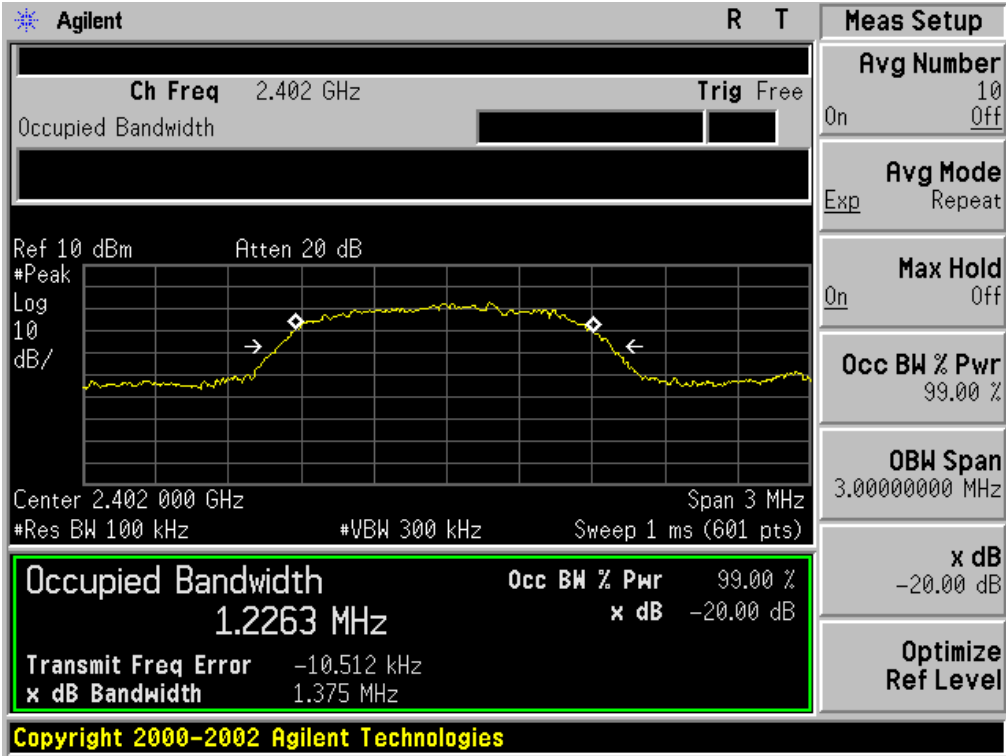 Agilent R T Meas Setup
Ch Freq 2.402 GHz Trig Free
Occupied Bandwidth
Avg Number
10
On Off
Avg Mode
Exp Repeat
Max Hold
On Off
Occ BW % Pwr
99.00 %
OBW Span
3.00000000 MHz
x dB
-20.00 dB
Optimize
Ref Level
Ref 10 dBm Atten 20 dB
#Peak
Log
10
dB/
Center 2.402 000 GHz Span 3 MHz
#Res BW 100 kHz #VBW 300 kHz Sweep 1 ms (601 pts)
Occupied Bandwidth Occ BW % Pwr 99.00 %
1.2263 MHz x dB -20.00 dB
Transmit Freq Error -10.512 kHz
x dB Bandwidth 1.375 MHz
Copyright 2000-2002 Agilent Technologies